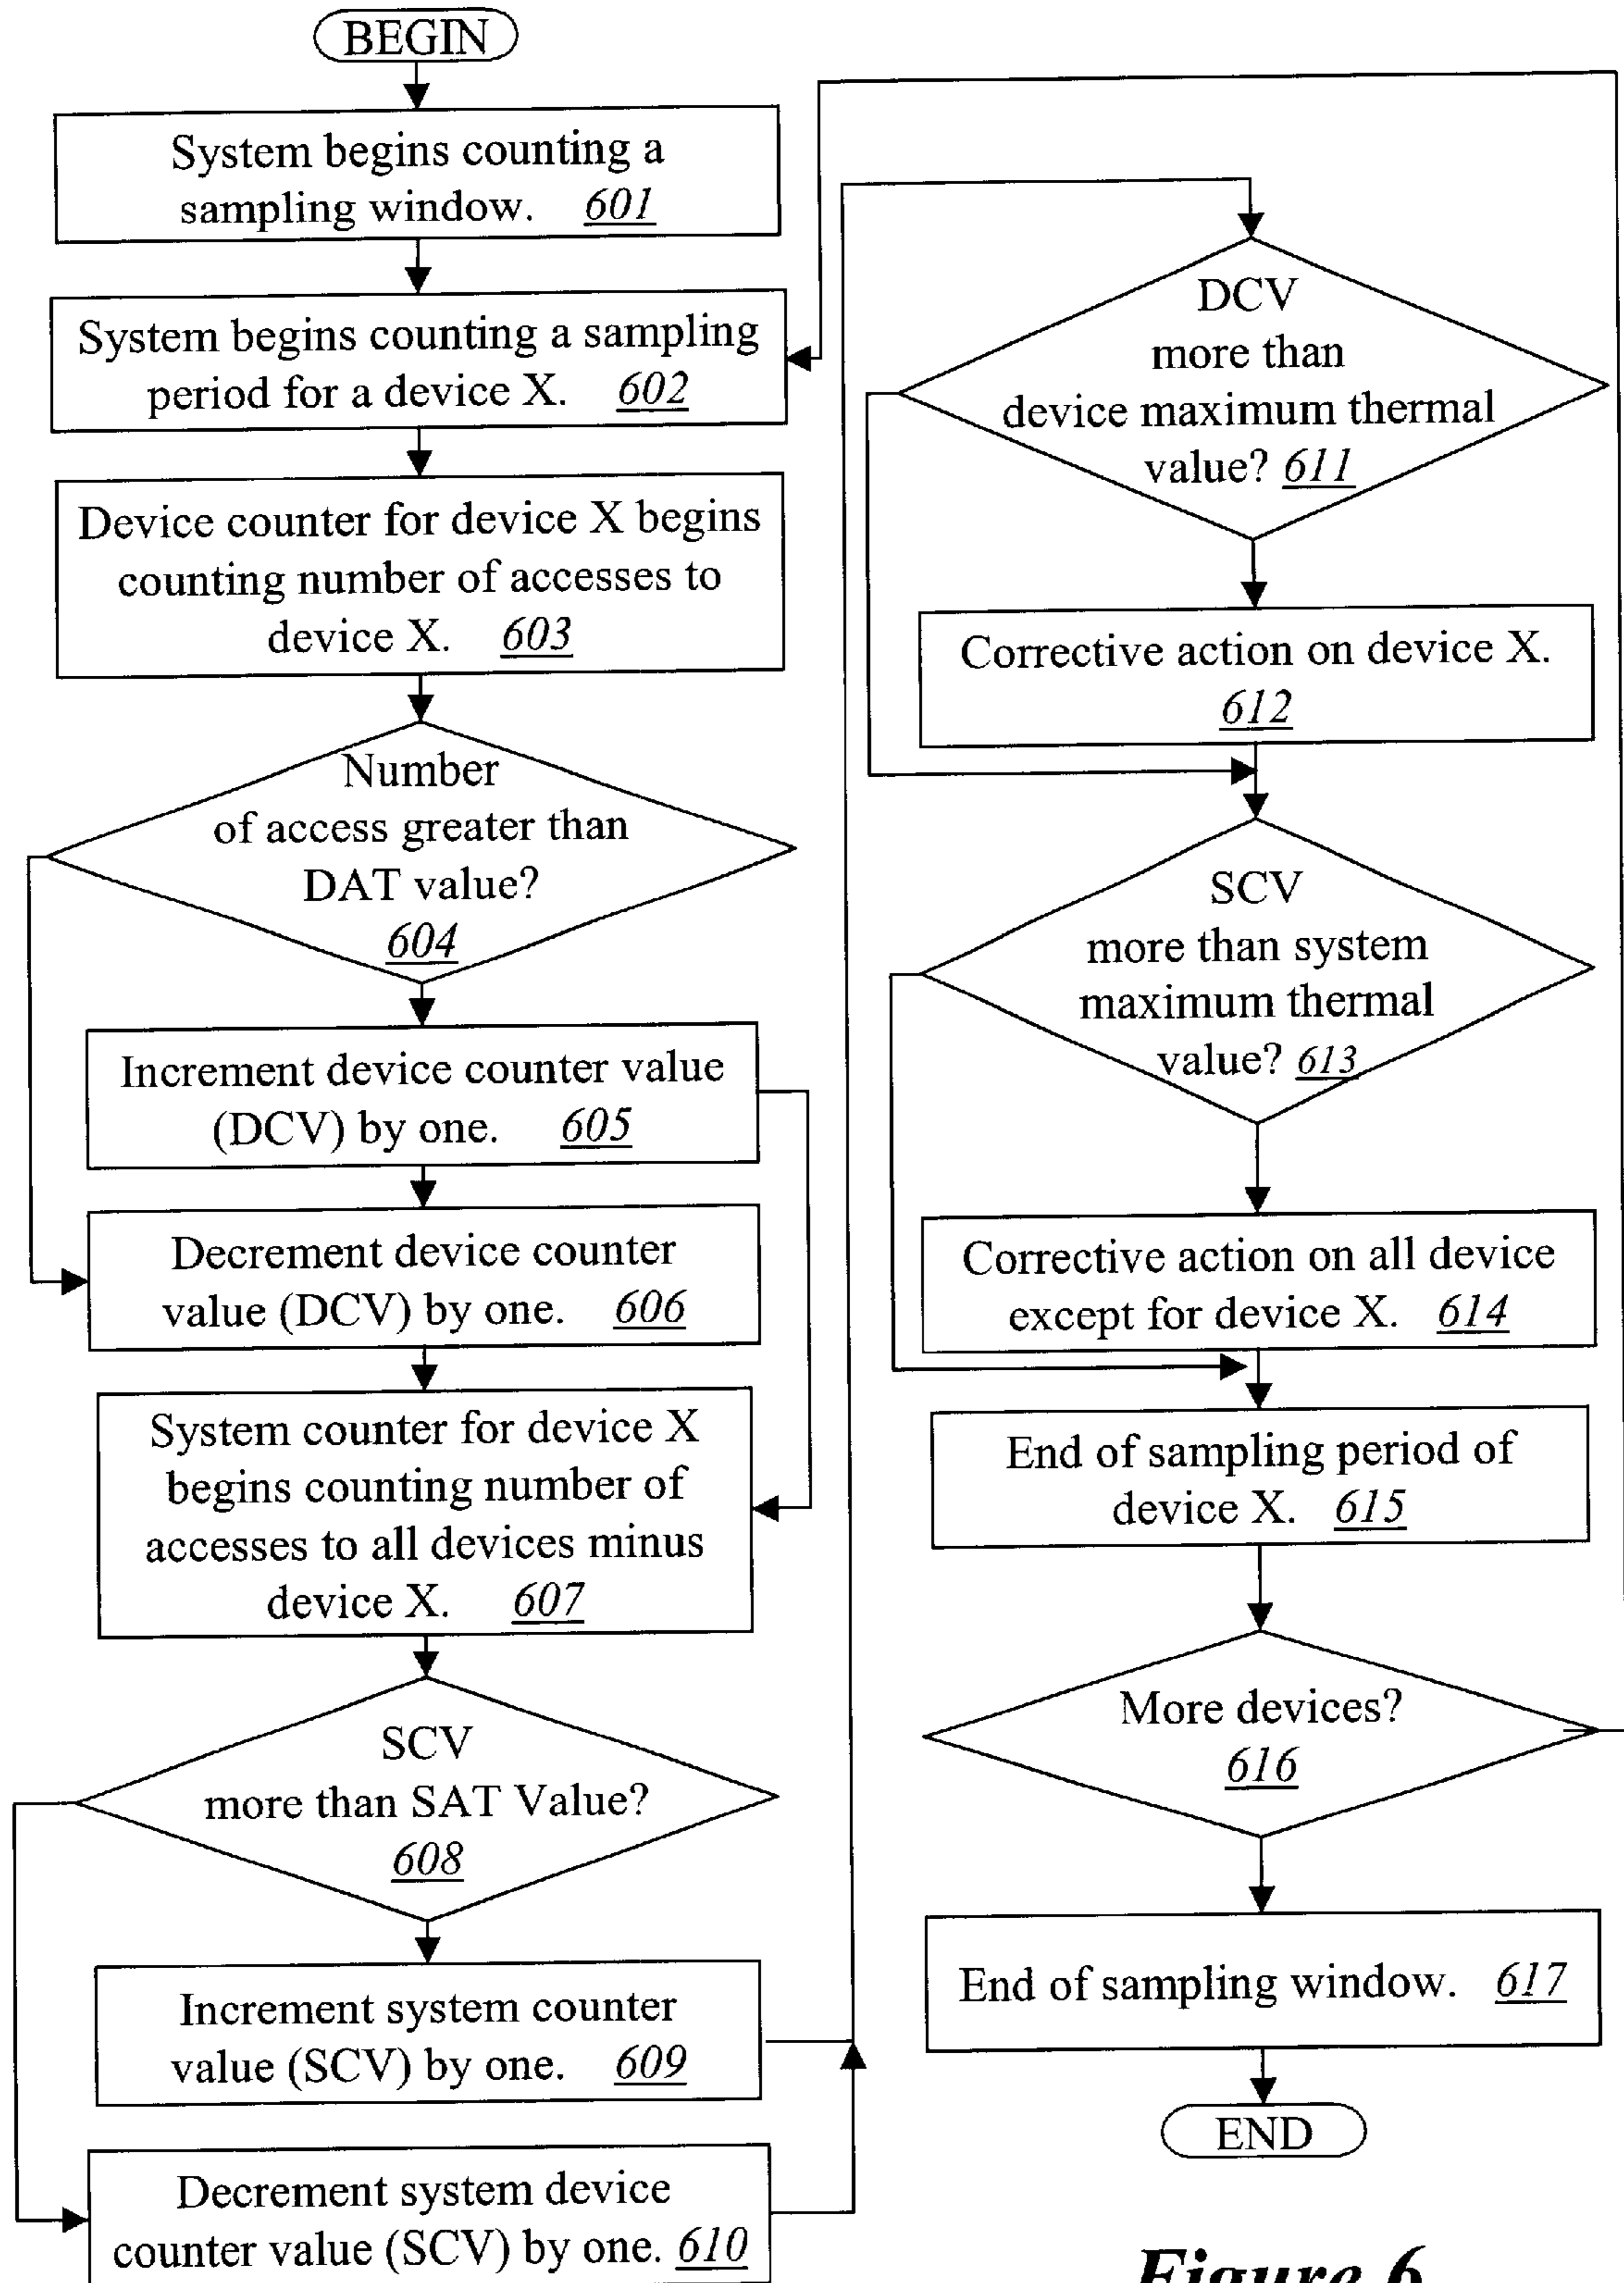 BEGIN
System begins counting a
sampling window. 601
System begins counting a sampling
period for a device X. 602
Device counter for device X begins
counting number of accesses to
device X. 603
Number
of access greater than
DAT value?
604
Increment device counter value
(DCV) by one. 605
Decrement device counter
value (DCV) by one. 606
System counter for device X
begins counting number of
accesses to all devices minus
device X. 607
SCV
more than SAT Value?
608
Increment system counter
value (SCV) by one. 609
Decrement system device
counter value (SCV) by one. 610
DCV
more than
device maximum thermal
value? 611
Corrective action on device X.
612
SCV
more than system
maximum thermal
value? 613
Corrective action on all device
except for device X. 614
End of sampling period of
device X. 615
More devices?
616
End of sampling window. 617
END
Figure 6